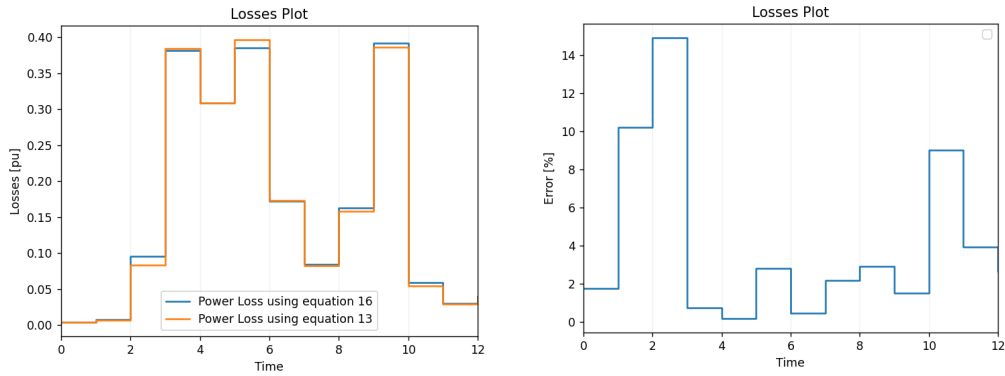 Losses Plot
Losses [pu]
0.40
0.35
0.30
0.25
0.20
0.15
0.10
0.05
0.00
Power Loss using equation 16
Power Loss using equation 13
0 2 4 6 8 10 12
Time
Losses Plot
Error [%]
14
12
10
8
6
4
2
0
0 2 4 6 8 10 12
Time